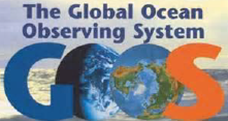 The Global Ocean
Observing System
GOOS